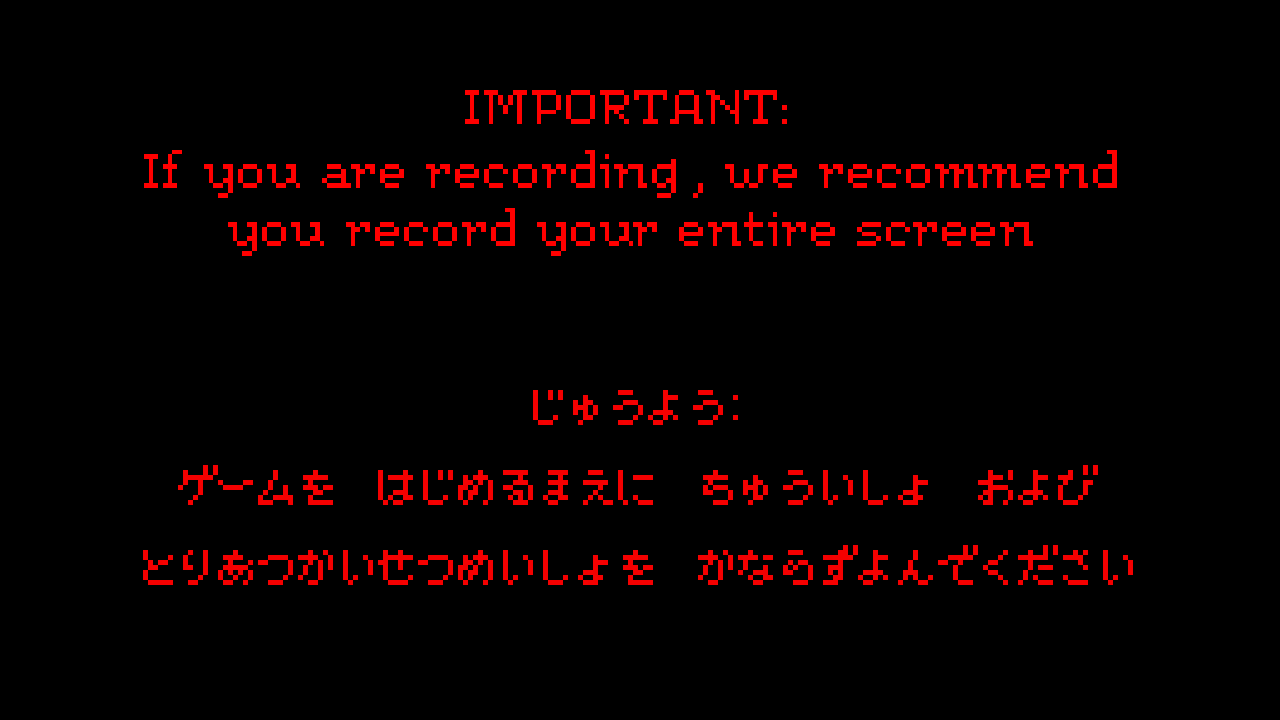 IMPORTANT:
If you are recording, we recommend
you record your entire screen
じゅうよう:
ゲームを はじめるまえに ちゅういしょ および
とりあつかいせつめいしょを かならずよんでください